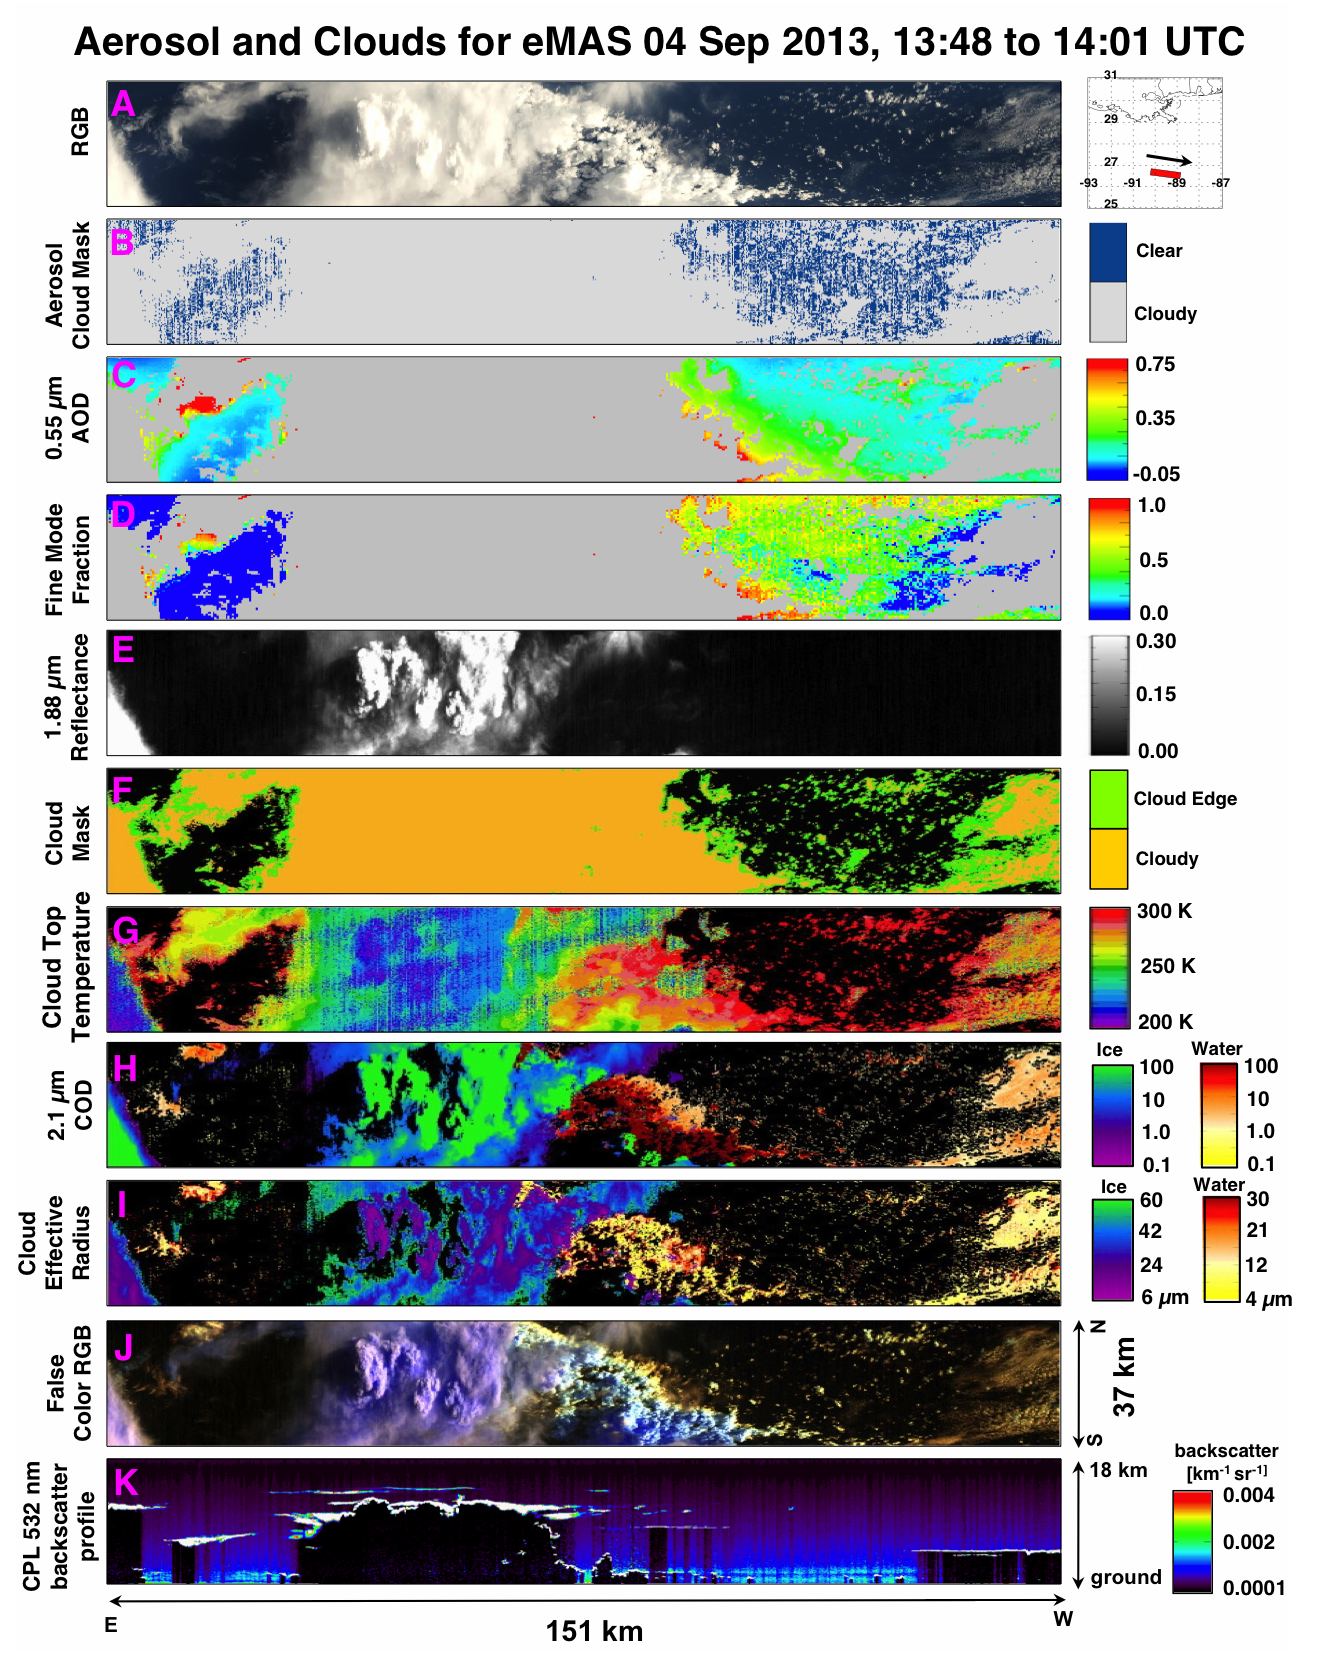 Aerosol and Clouds for eMAS 04 Sep 2013, 13:48 to 14:01 UTC
A
RGB
31
29
27
25
-93 -91 -89 -87
B
Aerosol
Cloud Mask
Clear
Cloudy
C
0.55 µm
AOD
0.75
0.35
-0.05
D
Fine Mode
Fraction
1.0
0.5
0.0
E
1.88 µm
Reflectance
0.30
0.15
0.00
F
Cloud
Mask
Cloud Edge
Cloudy
G
Cloud Top
Temperature
300 K
250 K
200 K
H
2.1 µm
COD
Ice Water
100 100
10 10
1.0 1.0
0.1 0.1
I
Cloud
Effective
Radius
Ice Water
60 30
42 21
24 12
6 µm 4 µm
J
False
Color RGB
N
37 km
S
K
CPL 532 nm
backscatter
profile
18 km
ground
backscatter
[km-1 sr-1]
0.004
0.002
0.0001
E W
151 km